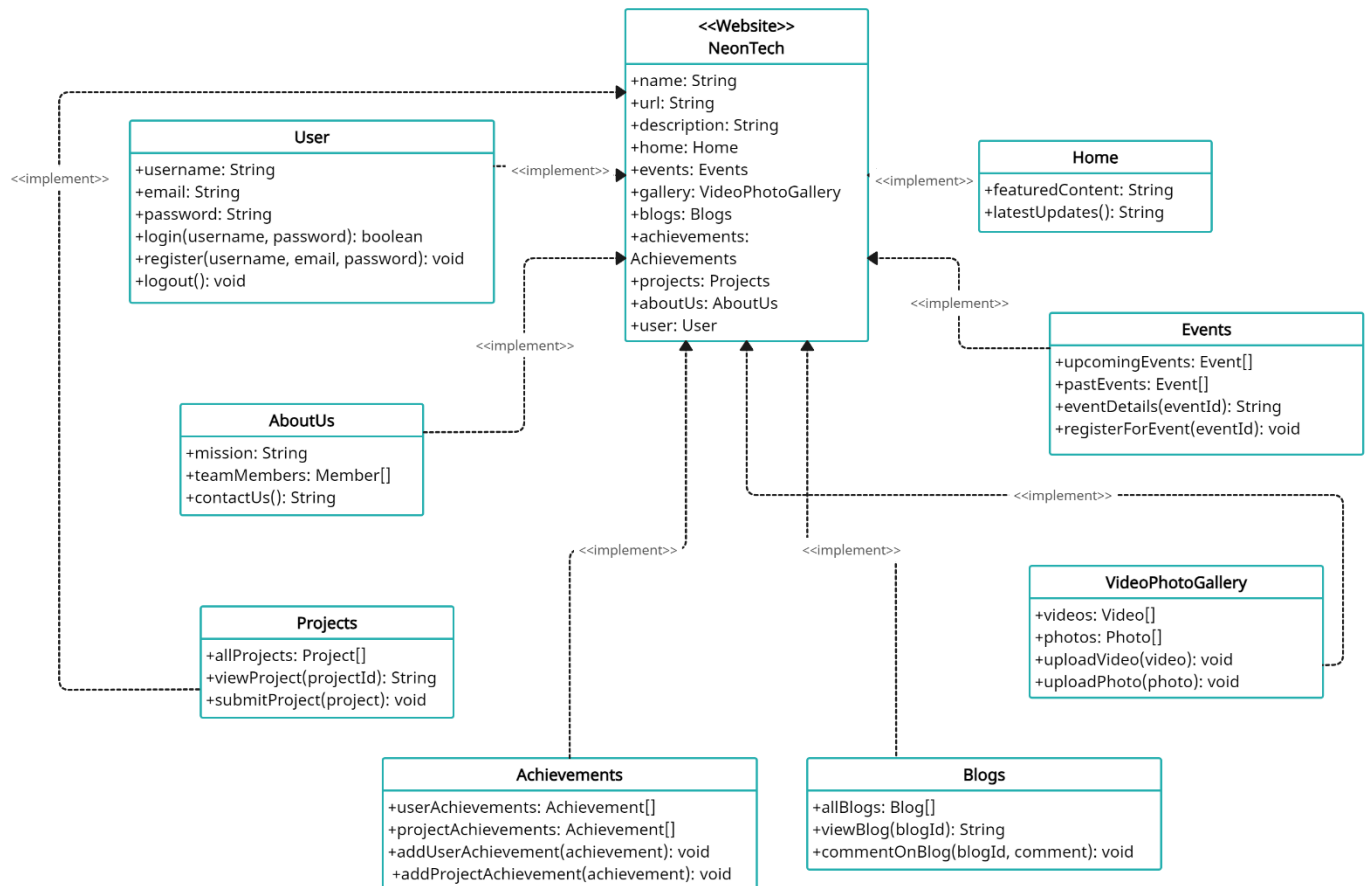 <<Website>>
NeonTech
+name: String
+url: String
+description: String
+home: Home
+events: Events
+gallery: VideoPhotoGallery
+blogs: Blogs
+achievements:
Achievements
+projects: Projects
+aboutUs: AboutUs
+user: User
<<implement>>
User
+username: String
+email: String
+password: String
+login(username, password): boolean
+register(username, email, password): void
+logout(): void
<<implement>>
<<implement>>
Home
+featuredContent: String
+latestUpdates(): String
<<implement>>
Events
+upcomingEvents: Event[]
+pastEvents: Event[]
+eventDetails(eventId): String
+registerForEvent(eventId): void
<<implement>>
AboutUs
+mission: String
+teamMembers: Member[]
+contactUs(): String
<<implement>>
<<implement>>
<<implement>>
VideoPhotoGallery
+videos: Video[]
+photos: Photo[]
+uploadVideo(video): void
+uploadPhoto(photo): void
Projects
+allProjects: Project[]
+viewProject(projectId): String
+submitProject(project): void
Achievements
+userAchievements: Achievement[]
+projectAchievements: Achievement[]
+addUserAchievement(achievement): void
+addProjectAchievement(achievement): void
Blogs
+allBlogs: Blog[]
+viewBlog(blogId): String
+commentOnBlog(blogId, comment): void